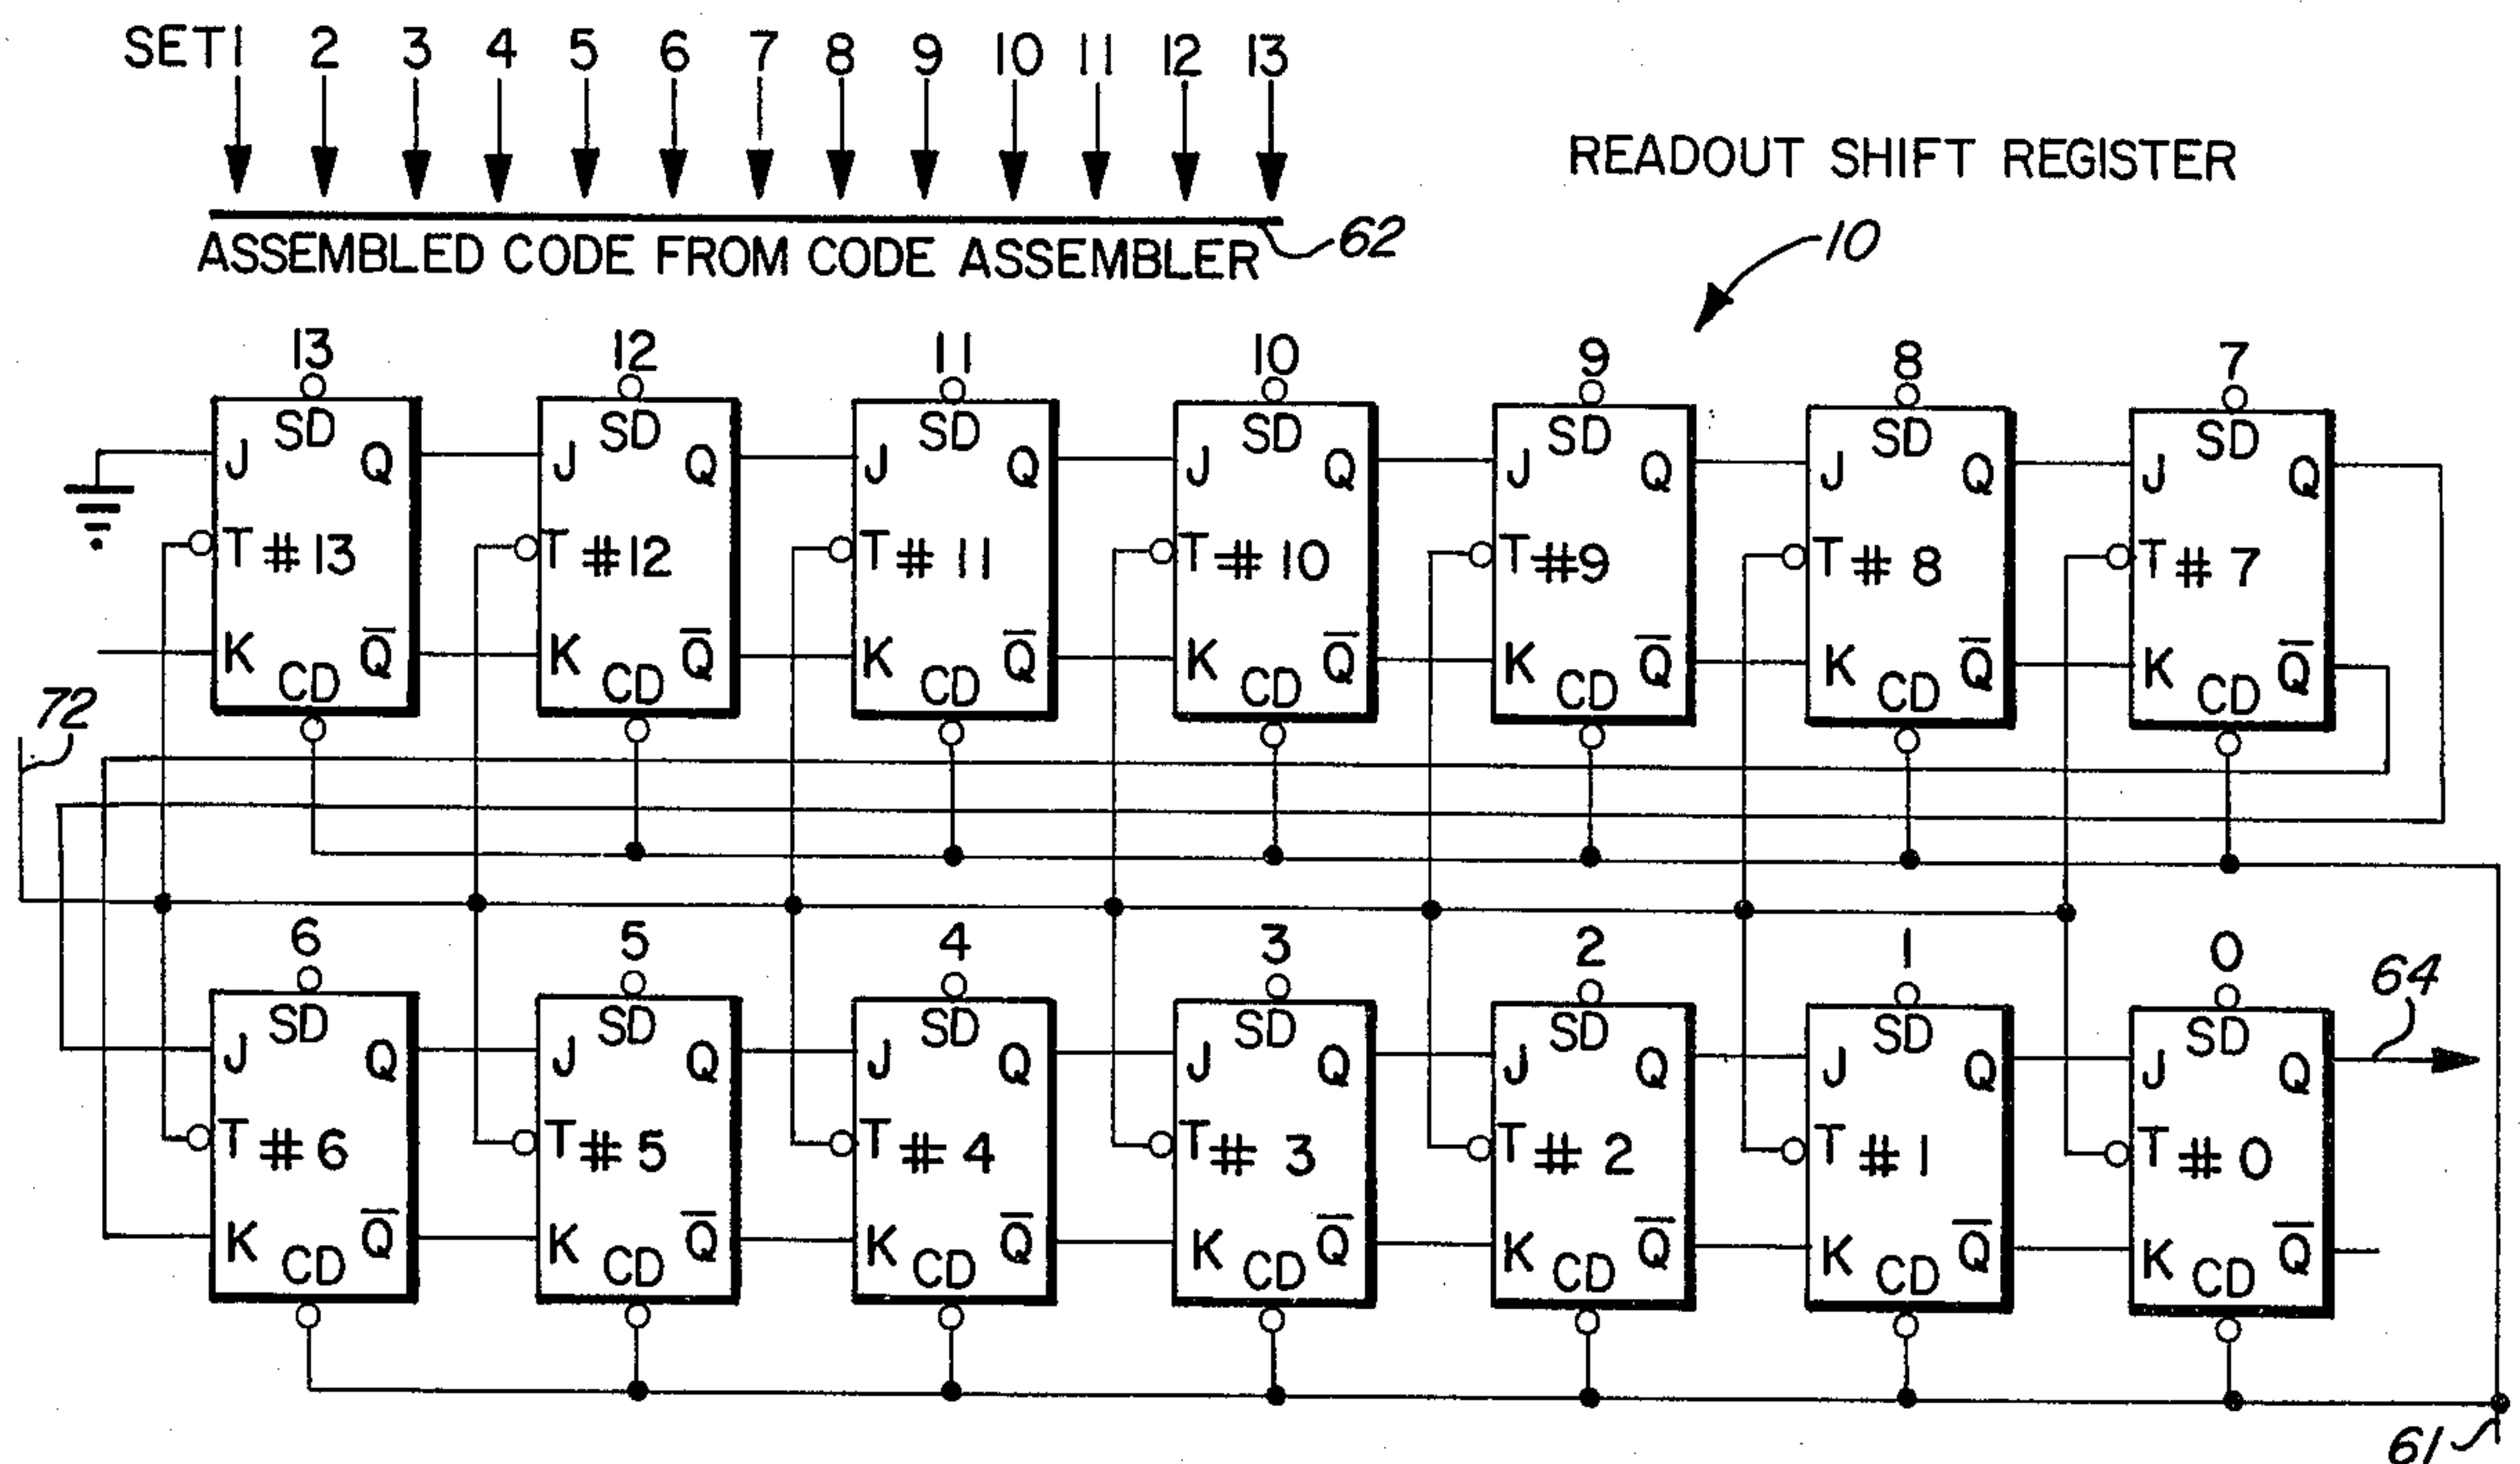 SET 1 2 3 4 5 6 7 8 9 10 11 12 13
READOUT SHIFT REGISTER
ASSEMBLED CODE FROM CODE ASSEMBLER 62
10
13 12 11 10 9 8 7
SD SD SD SD SD SD SD
J Q J Q J Q J Q J Q J Q J Q
T #13 T #12 T #11 T #10 T #9 T #8 T #7
K Q̅ K Q̅ K Q̅ K Q̅ K Q̅ K Q̅ K Q̅
CD CD CD CD CD CD CD
72
6 5 4 3 2 1 0
64
SD SD SD SD SD SD SD
J Q J Q J Q J Q J Q J Q J Q
T #6 T #5 T #4 T #3 T #2 T #1 T #0
K Q̅ K Q̅ K Q̅ K Q̅ K Q̅ K Q̅ K Q̅
CD CD CD CD CD CD CD
61